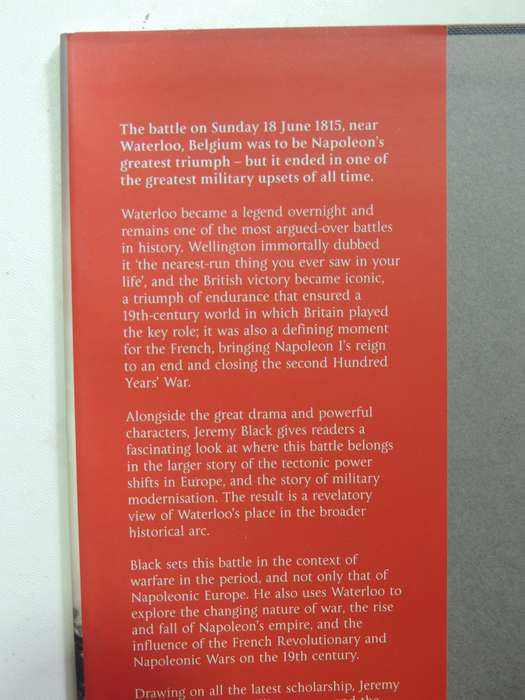 The battle on Sunday 18 June 1815, near
Waterloo, Belgium was to be Napoleon's
greatest triumph – but it ended in one of
the greatest military upsets of all time.
Waterloo became a legend overnight and
remains one of the most argued-over battles
in history. Wellington immortally dubbed
it 'the nearest-run thing you ever saw in your
life', and the British victory became iconic,
a triumph of endurance that ensured a
19th-century world in which Britain played
the key role; it was also a defining moment
for the French, bringing Napoleon I's reign
to an end and closing the second Hundred
Years' War.
Alongside the great drama and powerful
characters, Jeremy Black gives readers a
fascinating look at where this battle belongs
in the larger story of the tectonic power
shifts in Europe, and the story of military
modernisation. The result is a revelatory
view of Waterloo's place in the broader
historical arc.
Black sets this battle in the context of
warfare in the period, and not only that of
Napoleonic Europe. He also uses Waterloo to
explore the changing nature of war, the rise
and fall of Napoleon's empire, and the
influence of the French Revolutionary and
Napoleonic Wars on the 19th century.
Drawing on all the latest scholarship, Jeremy
and the